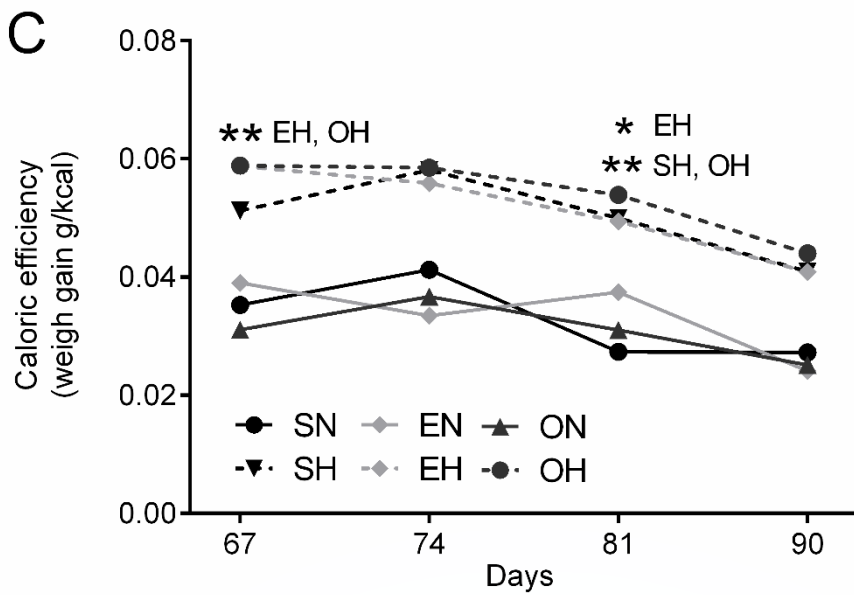 C
0.08
** EH, OH
* EH
** SH, OH
0.06
0.04
0.02
0.00
Caloric efficiency
(weigh gain g/kcal)
SN EN ON
SH EH OH
67 74 81 90
Days